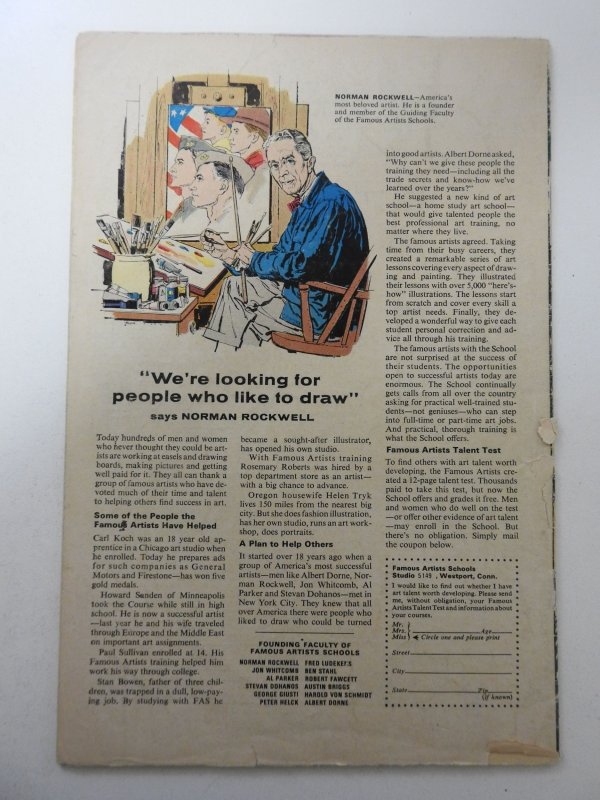 NORMAN ROCKWELL—America's
most beloved artist. He is a founder
and member of the Guiding Faculty
of the Famous Artists Schools.
"We're looking for
people who like to draw"
says NORMAN ROCKWELL
Today hundreds of men and women
who never thought they could be art-
ists are working at easels and drawing
boards, making pictures and getting
well paid for it. They all can thank a
group of famous artists who have de-
voted much of their time and talent
to helping others find success in art.
Some of the People the
Famous Artists Have Helped
Carl Koch was an 18 year old ap-
prentice in a Chicago art studio when
he enrolled. Today he prepares ads
for such companies as General
Motors and Firestone—has won five
gold medals.
Howard Sanden of Minneapolis
took the Course while still in high
school. He is now a successful artist
—last year he and his wife traveled
through Europe and the Middle East
on important art assignments.
Paul Sullivan enrolled at 14. His
Famous Artists training helped him
work his way through college.
Stan Bowen, father of three chil-
dren, was trapped in a dull, low-pay-
ing job. By studying with FAS he
became a sought-after illustrator,
has opened his own studio.
With Famous Artists training
Rosemary Roberts was hired by a
top department store as an artist—
with a big chance to advance.
Oregon housewife Helen Tryk
lives 150 miles from the nearest big
city. But she does fashion illustration,
has her own studio, runs an art work-
shop, does portraits.
A Plan to Help Others
It started over 18 years ago when a
group of America's most successful
artists—men like Albert Dorne, Nor-
man Rockwell, Jon Whitcomb, Al
Parker and Stevan Dohanos—met in
New York City. They knew that all
over America there were people who
liked to draw who could be turned
FOUNDING FACULTY OF
FAMOUS ARTISTS SCHOOLS
NORMAN ROCKWELL FRED LUDEKENS
JON WHITCOMB BEN STAHL
AL PARKER ROBERT FAWCETT
STEVAN DOHANOS AUSTIN BRIGGS
GEORGE GIUSTI HAROLD VON SCHMIDT
PETER HELCK ALBERT DORNE
into good artists. Albert Dorne asked,
"Why can't we give these people the
training they need—including all the
trade secrets and know-how we've
learned over the years?"
He suggested a new kind of art
school—a home study art school—
that would give talented people the
best professional art training, no
matter where they live.
The famous artists agreed. Taking
time from their busy careers, they
created a remarkable series of art
lessons covering every aspect of draw-
ing and painting. They illustrated
their lessons with over 5,000 "here's-
how" illustrations. The lessons start
from scratch and cover every skill a
top artist needs. Finally, they de-
veloped a wonderful way to give each
student personal correction and ad-
vice all through his training.
The famous artists with the School
are not surprised at the success of
their students. The opportunities
open to successful artists today are
enormous. The School continually
gets calls from all over the country
asking for practical well-trained stu-
dents—not geniuses—who can step
into full-time or part-time art jobs.
And practical, thorough training is
what the School offers.
Famous Artists Talent Test
To find others with art talent worth
developing, the Famous Artists cre-
ated a 12-page talent test. Thousands
paid to take this test, but now the
School offers and grades it free. Men
and women who do well on the test
—or offer other evidence of art talent
—may enroll in the School. But
there's no obligation. Simply mail
the coupon below.
Famous Artists Schools
Studio 5149, Westport, Conn.
I would like to find out whether I have
art talent worth developing. Please send
me, without obligation, your Famous
Artists Talent Test and information about
your courses.
Mr.
Mrs. Age
Miss Circle one and please print
Street
City
State Zip
(if known)